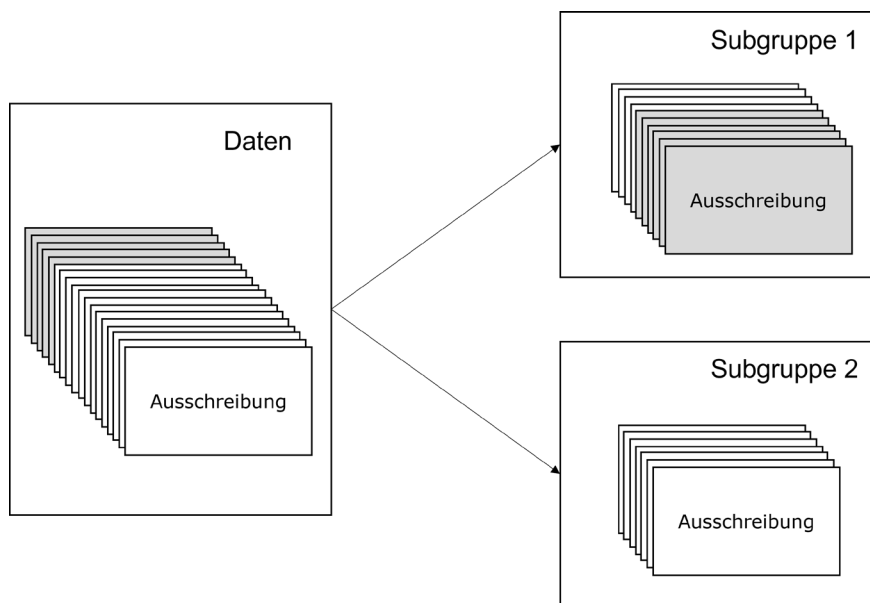 Daten
Ausschreibung
Subgruppe 1
Ausschreibung
Subgruppe 2
Ausschreibung